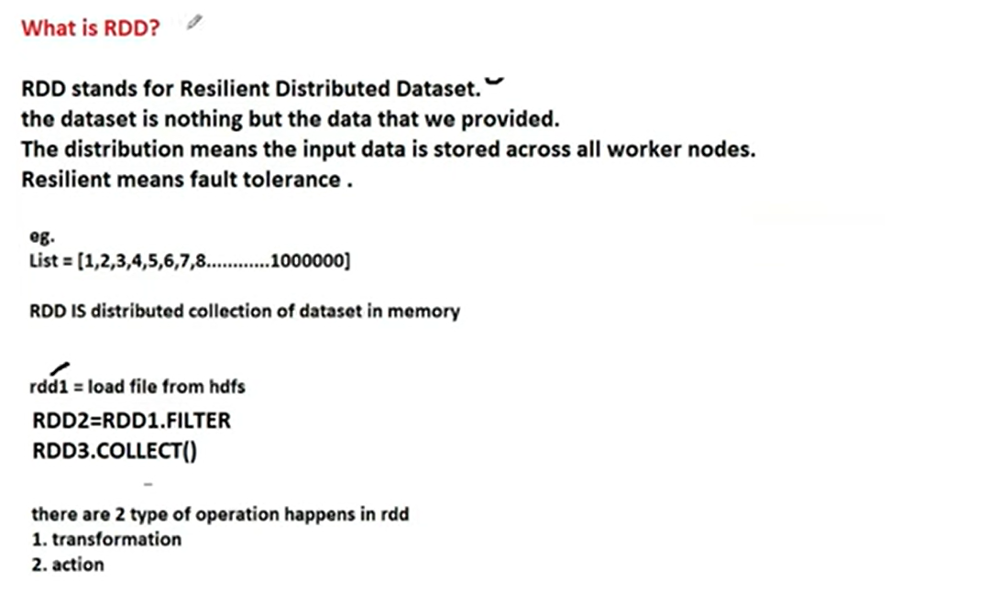 What is RDD?
RDD stands for Resilient Distributed Dataset.
the dataset is nothing but the data that we provided.
The distribution means the input data is stored across all worker nodes.
Resilient means fault tolerance .
eg.
List = [1,2,3,4,5,6,7,8............1000000]
RDD IS distributed collection of dataset in memory
rdd1 = load file from hdfs
RDD2=RDD1.FILTER
RDD3.COLLECT()
there are 2 type of operation happens in rdd
1. transformation
2. action